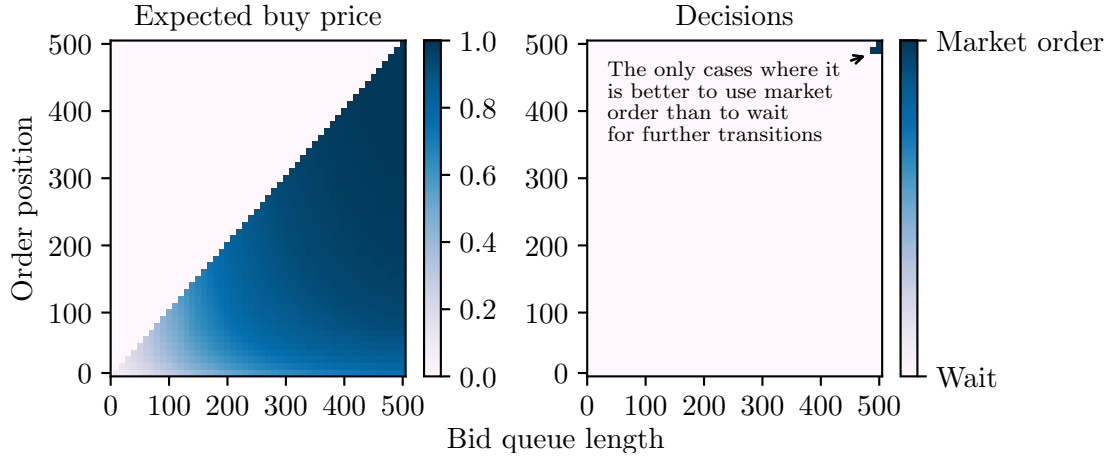 Expected buy price
Decisions
500
400
300
200
100
0
Order position
0 100 200 300 400 500
1.0
0.8
0.6
0.4
0.2
0.0
500
400
300
200
100
0
The only cases where it
is better to use market
order than to wait
for further transitions
0 100 200 300 400 500
Market order
Wait
Bid queue length